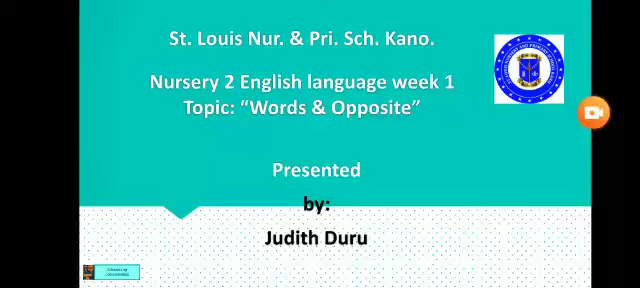 St. Louis Nur. & Pri. Sch. Kano.
Nursery 2 English language week 1
Topic: “Words & Opposite”
Presented
by:
Judith Duru